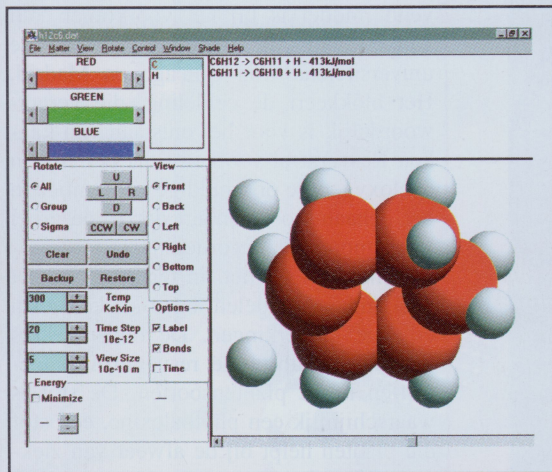 h12c6.dat
File Matter View Rotate Control Window Shade Help
RED
GREEN
BLUE
C
H
C6H12 -> C6H11 + H - 413kJ/mol
C6H11 -> C6H10 + H - 413kJ/mol
Rotate
All
Group
Sigma
U
L R
D
CCW CW
Clear Undo
Backup Restore
300 + - Temp Kelvin
20 + - Time Step 10e-12
5 + - View Size 10e-10 m
Energy
Minimize
+
-
View
Front
Back
Left
Right
Bottom
Top
Options
Label
Bonds
Time